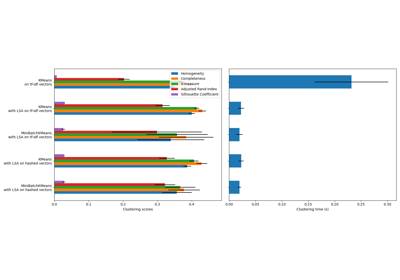 Homogeneity
Completeness
V-measure
Adjusted Rand-Index
Silhouette Coefficient
KMeans
on tf-idf vectors
KMeans
with LSA on tf-idf vectors
MiniBatchKMeans
with LSA on tf-idf vectors
KMeans
with LSA on hashed vectors
MiniBatchKMeans
with LSA on hashed vectors
0.0 0.1 0.2 0.3 0.4
Clustering scores
0.00 0.05 0.10 0.15 0.20 0.25 0.30
Clustering time (s)